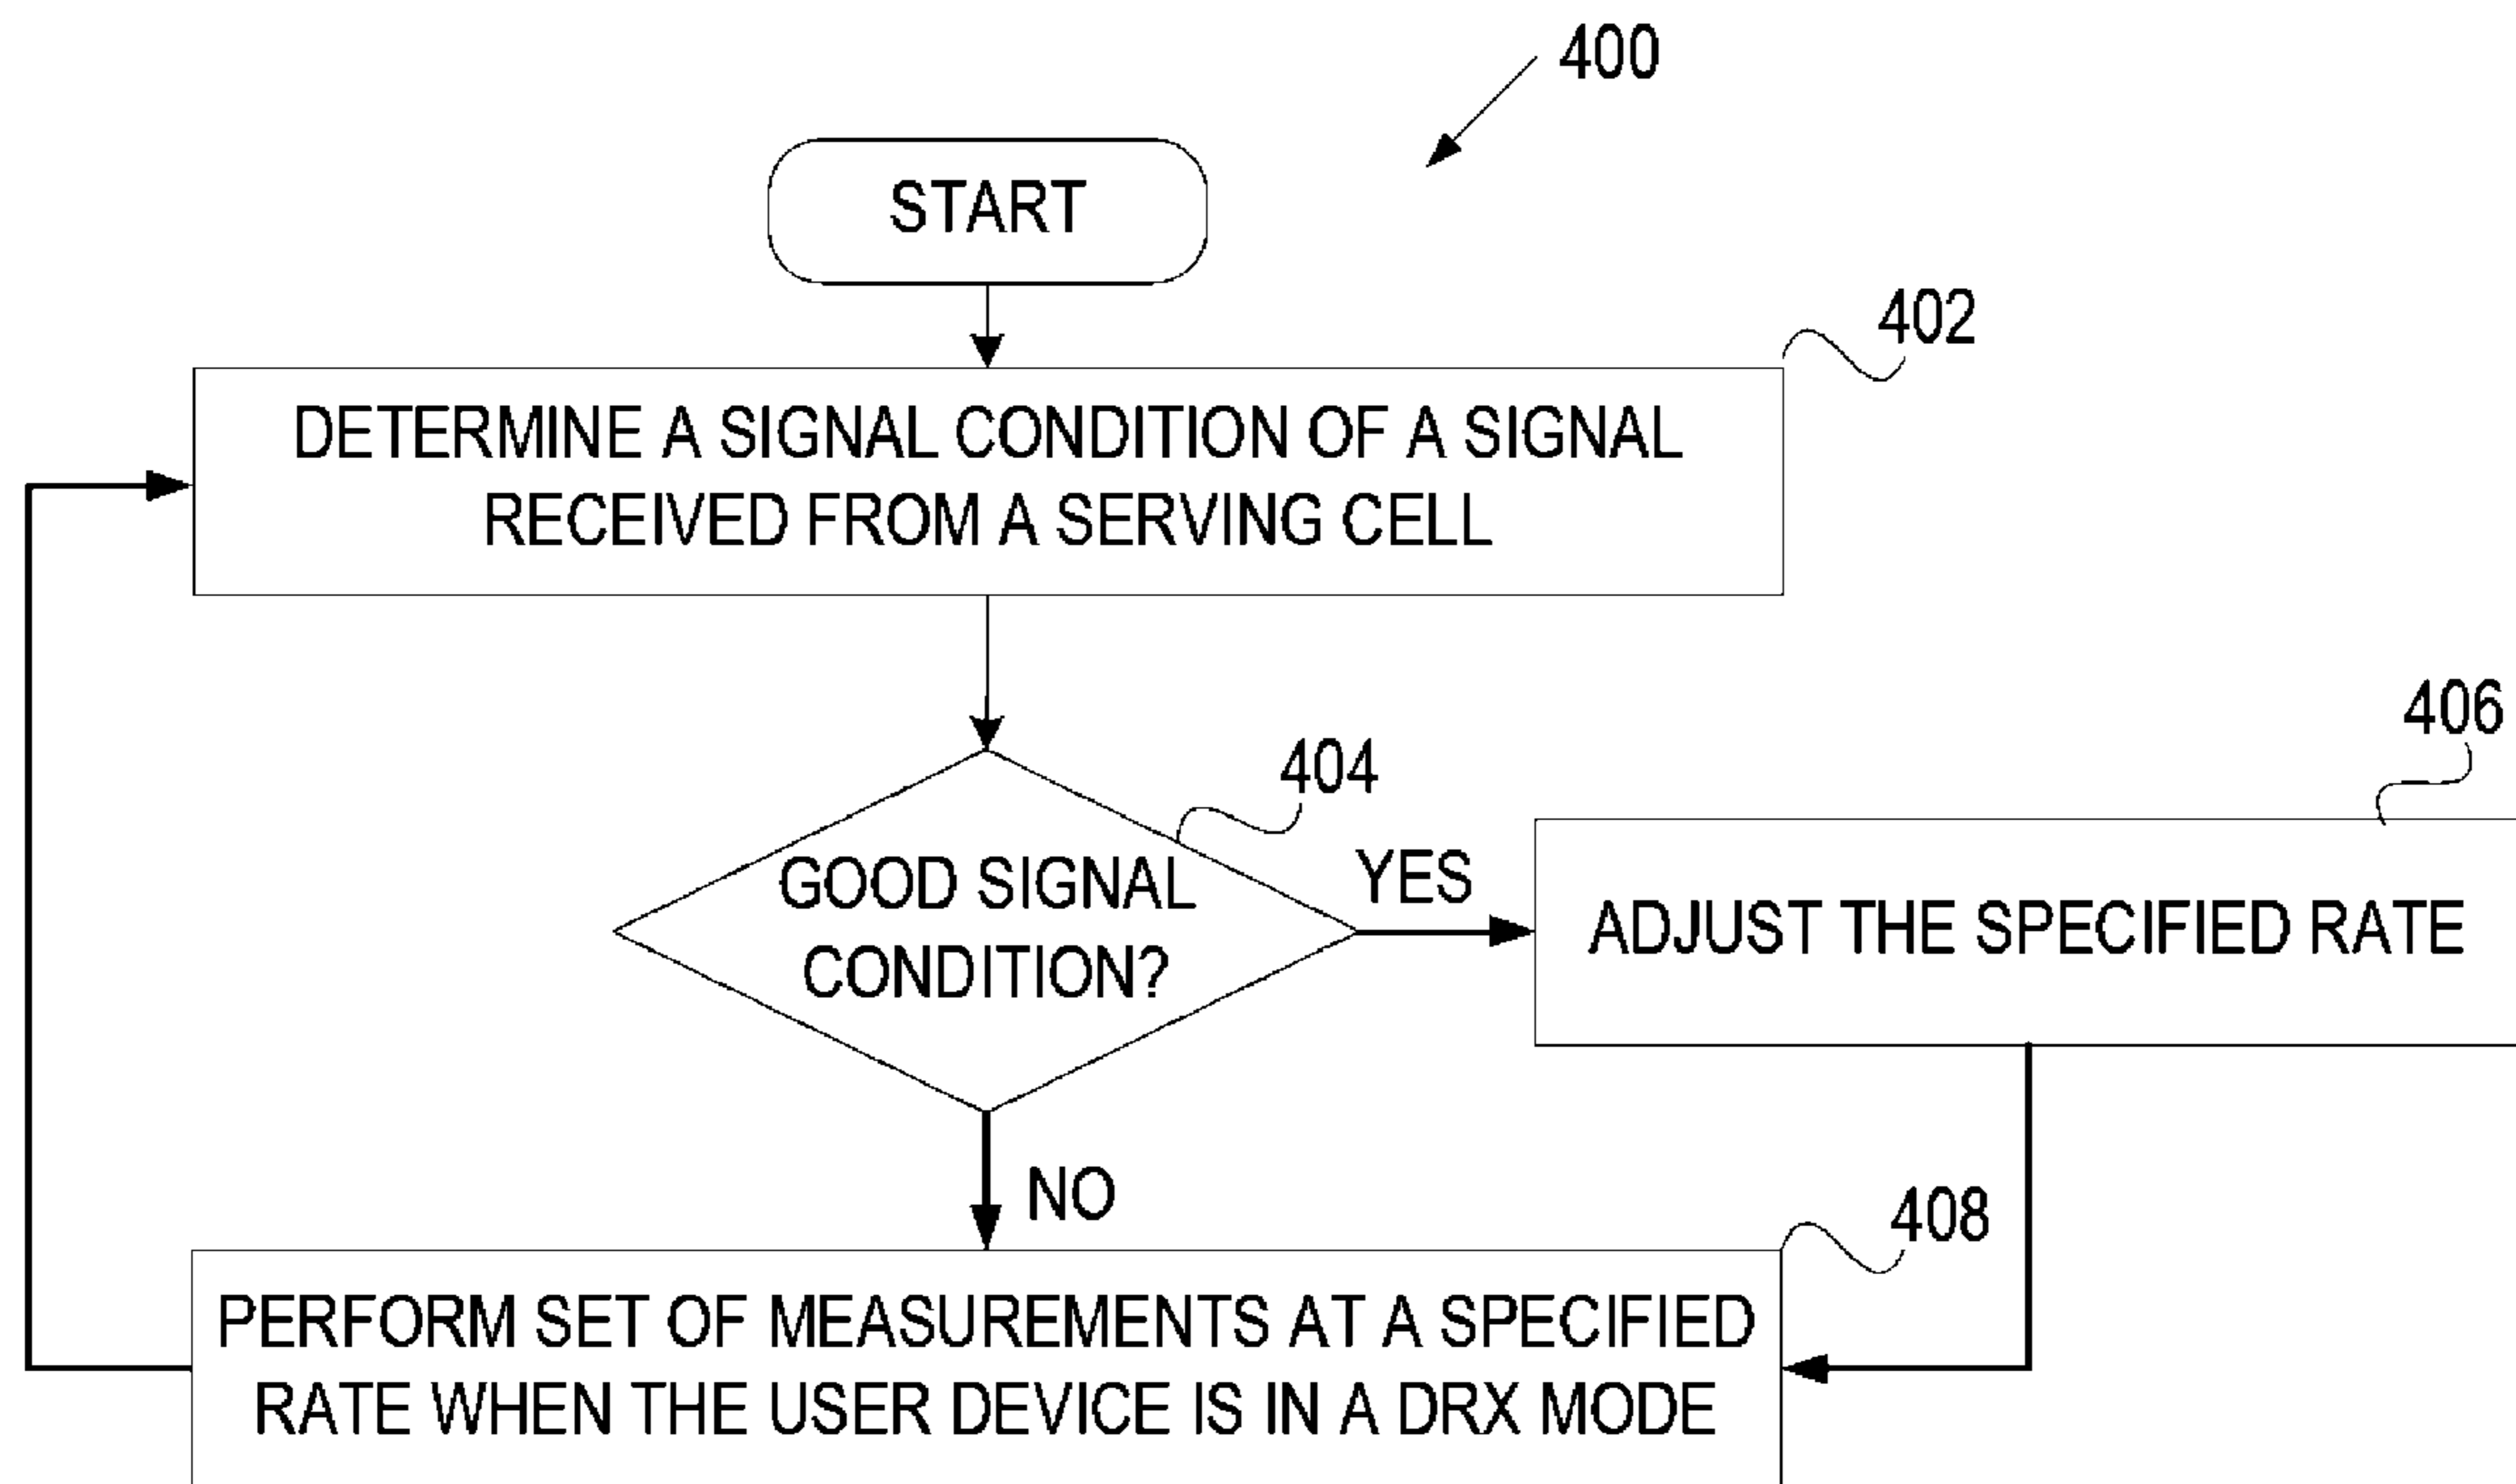 400
START
402
DETERMINE A SIGNAL CONDITION OF A SIGNAL
RECEIVED FROM A SERVING CELL
404
GOOD SIGNAL
CONDITION?
YES
406
ADJUST THE SPECIFIED RATE
NO
408
PERFORM SET OF MEASUREMENTS AT A SPECIFIED
RATE WHEN THE USER DEVICE IS IN A DRX MODE